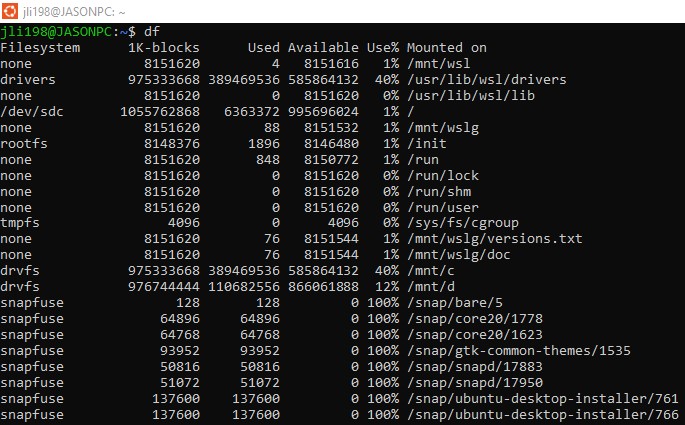 jli198@JASONPC: ~
jli198@JASONPC:~$ df
Filesystem      1K-blocks      Used Available Use% Mounted on
none              8151620         4   8151616   1% /mnt/wsl
drivers         975333668 389469536 585864132  40% /usr/lib/wsl/drivers
none              8151620         0   8151620   0% /usr/lib/wsl/lib
/dev/sdc       1055762868   6363372 995696024   1% /
none              8151620        88   8151532   1% /mnt/wslg
rootfs            8148376      1896   8146480   1% /init
none              8151620       848   8150772   1% /run
none              8151620         0   8151620   0% /run/lock
none              8151620         0   8151620   0% /run/shm
none              8151620         0   8151620   0% /run/user
tmpfs                4096         0      4096   0% /sys/fs/cgroup
none              8151620        76   8151544   1% /mnt/wslg/versions.txt
none              8151620        76   8151544   1% /mnt/wslg/doc
drvfs           975333668 389469536 585864132  40% /mnt/c
drvfs           976744444 110682556 866061888  12% /mnt/d
snapfuse              128       128         0 100% /snap/bare/5
snapfuse            64896     64896         0 100% /snap/core20/1778
snapfuse            64768     64768         0 100% /snap/core20/1623
snapfuse            93952     93952         0 100% /snap/gtk-common-themes/1535
snapfuse            50816     50816         0 100% /snap/snapd/17883
snapfuse            51072     51072         0 100% /snap/snapd/17950
snapfuse           137600    137600         0 100% /snap/ubuntu-desktop-installer/761
snapfuse           137600    137600         0 100% /snap/ubuntu-desktop-installer/766